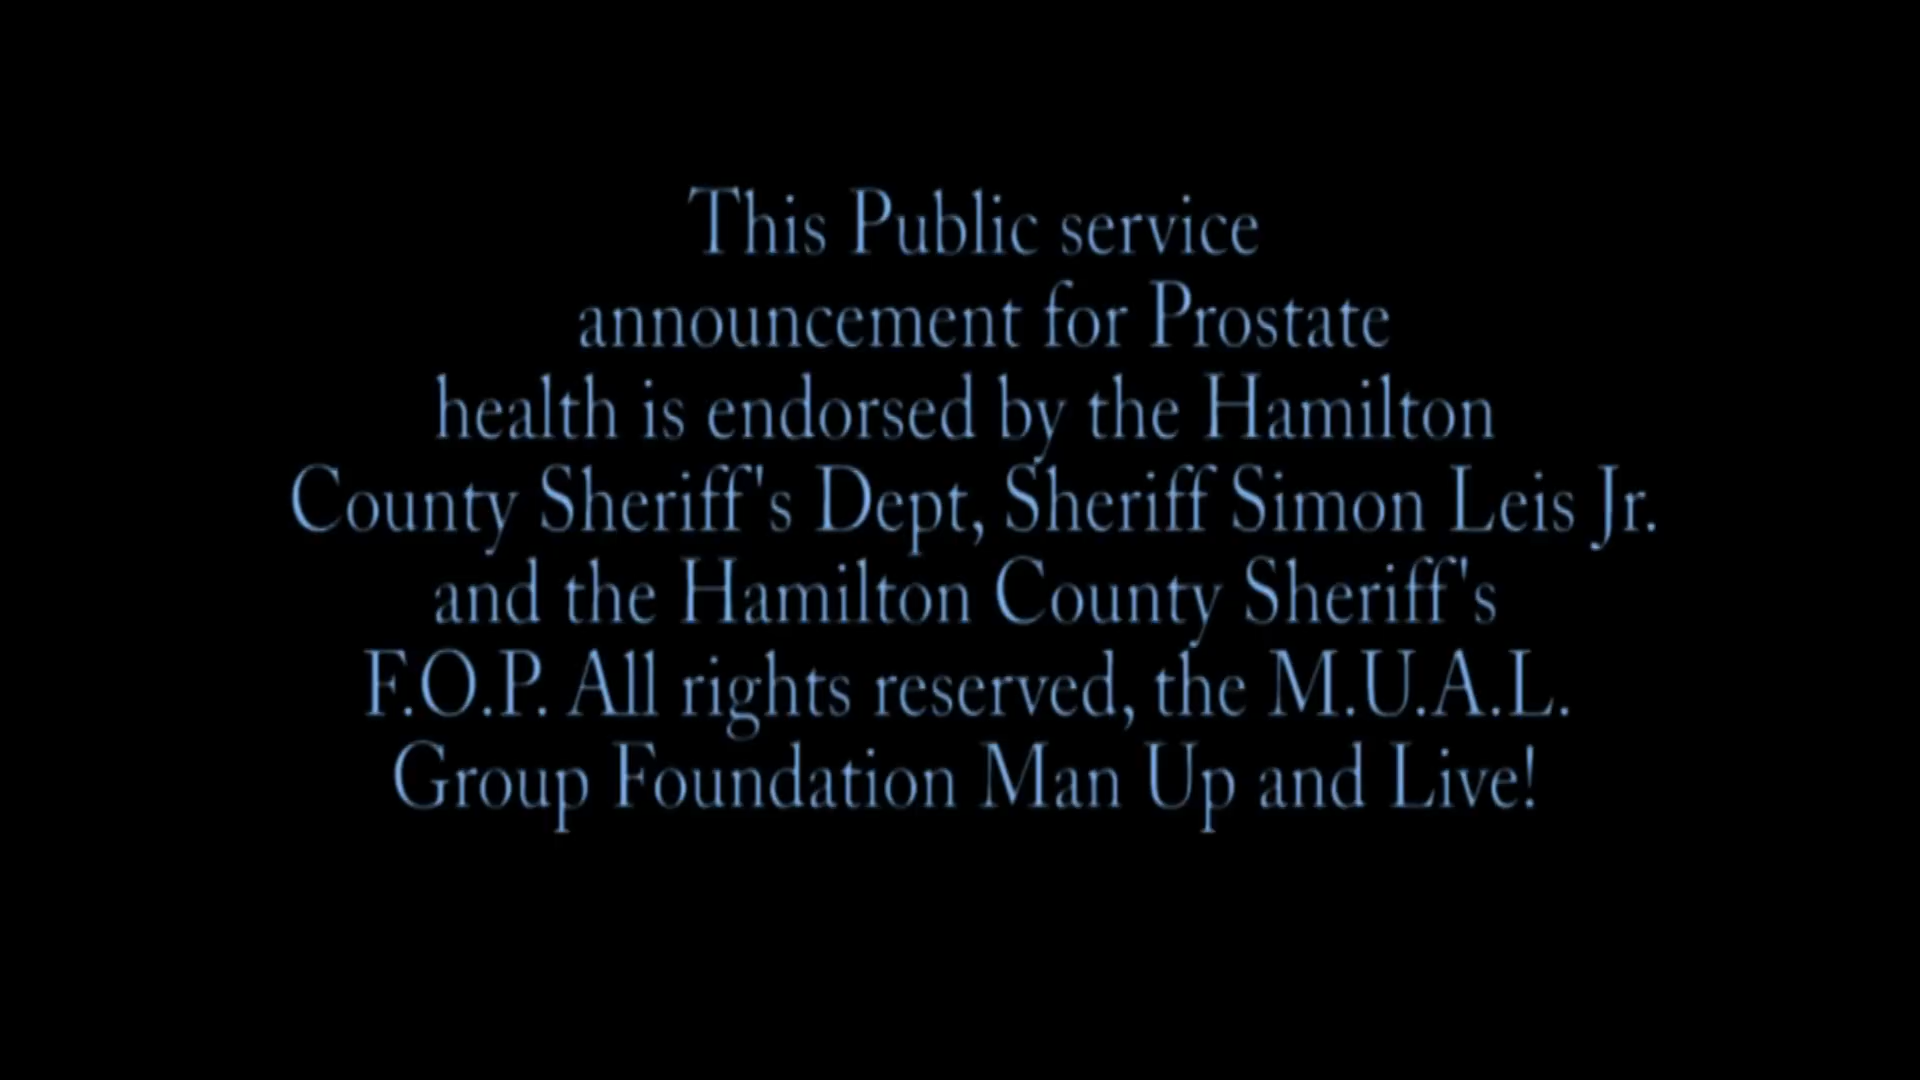 This Public service
announcement for Prostate
health is endorsed by the Hamilton
County Sheriff's Dept, Sheriff Simon Leis Jr.
and the Hamilton County Sheriff's
F.O.P. All rights reserved, the M.U.A.L.
Group Foundation Man Up and Live!